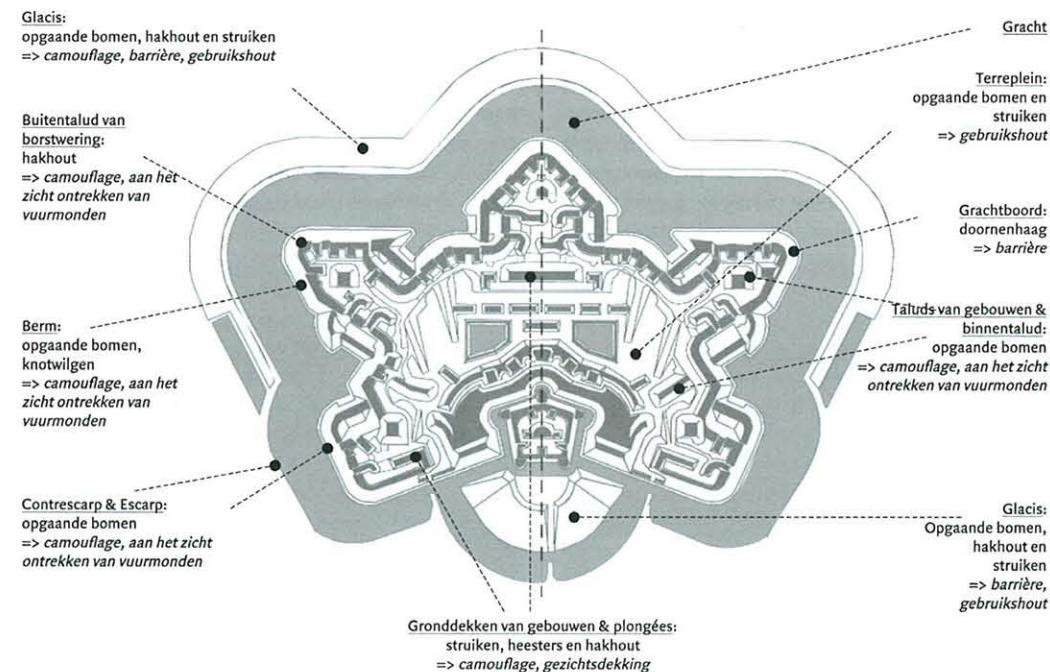 Glacis:
opgaande bomen, hakhout en struiken
=> camouflage, barrière, gebruikshout
Buitentalud van
borstwering:
hakhout
=> camouflage, aan het
zicht ontrekken van
vuurmonden
Berm:
opgaande bomen,
knotwilgen
=> camouflage, aan het
zicht ontrekken van
vuurmonden
Contrescarp & Escarp:
opgaande bomen
=> camouflage, aan het zicht
ontrekken van vuurmonden
Gronddekken van gebouwen & plongées:
struiken, heesters en hakhout
=> camouflage, gezichtsdekking
Gracht
Terreplein:
opgaande bomen en
struiken
=> gebruikshout
Grachtboord:
doornenhaag
=> barrière
Taluds van gebouwen &
binnentalud:
opgaande bomen
=> camouflage, aan het zicht
ontrekken van vuurmonden
Glacis:
Opgaande bomen,
hakhout en
struiken
=> barrière,
gebruikshout